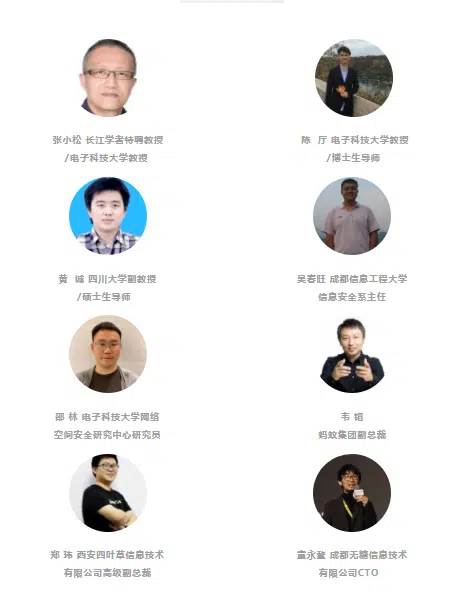 张小松 长江学者特聘教授
/电子科技大学教授
陈 厅 电子科技大学教授
/博士生导师
黄 诚 四川大学副教授
/硕士生导师
吴春旺 成都信息工程大学
信息安全系主任
邵 林 电子科技大学网络
空间安全研究中心研究员
韦 韬
蚂蚁集团副总裁
郑 玮 西安四叶草信息技术
有限公司高级副总裁
童永鳌 成都无糖信息技术
有限公司CTO